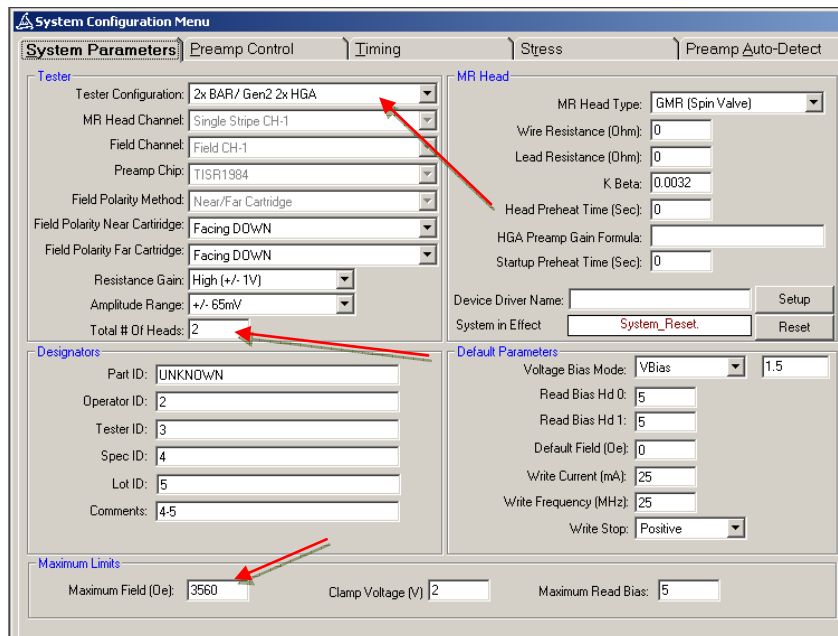 System Configuration Menu
System Parameters Preamp Control Timing Stress Preamp Auto-Detect
Tester
Tester Configuration: 2x BAR/ Gen2 2x HGA
MR Head Channel: Single Stripe CH-1
Field Channel: Field CH-1
Preamp Chip: TISR1984
Field Polarity Method: Near/Far Cartridge
Field Polarity Near Cartiridge: Facing DOWN
Field Polarity Far Cartridge: Facing DOWN
Resistance Gain: High (+/- 1V)
Amplitude Range: +/- 65mV
Total # Of Heads: 2
MR Head
MR Head Type: GMR (Spin Valve)
Wire Resistance (Ohm): 0
Lead Resistance (Ohm): 0
K Beta: 0.0032
Head Preheat Time (Sec): 0
HGA Preamp Gain Formula:
Startup Preheat Time (Sec): 0
Device Driver Name: Setup
System in Effect System_Reset. Reset
Designators
Part ID: UNKNOWN
Operator ID: 2
Tester ID: 3
Spec ID: 4
Lot ID: 5
Comments: 4-5
Default Parameters
Voltage Bias Mode: VBias 1.5
Read Bias Hd 0: 5
Read Bias Hd 1: 5
Default Field (Oe): 0
Write Current (mA): 25
Write Frequency (MHz): 25
Write Stop: Positive
Maximum Limits
Maximum Field (Oe): 3560 Clamp Voltage (V) 2 Maximum Read Bias: 5